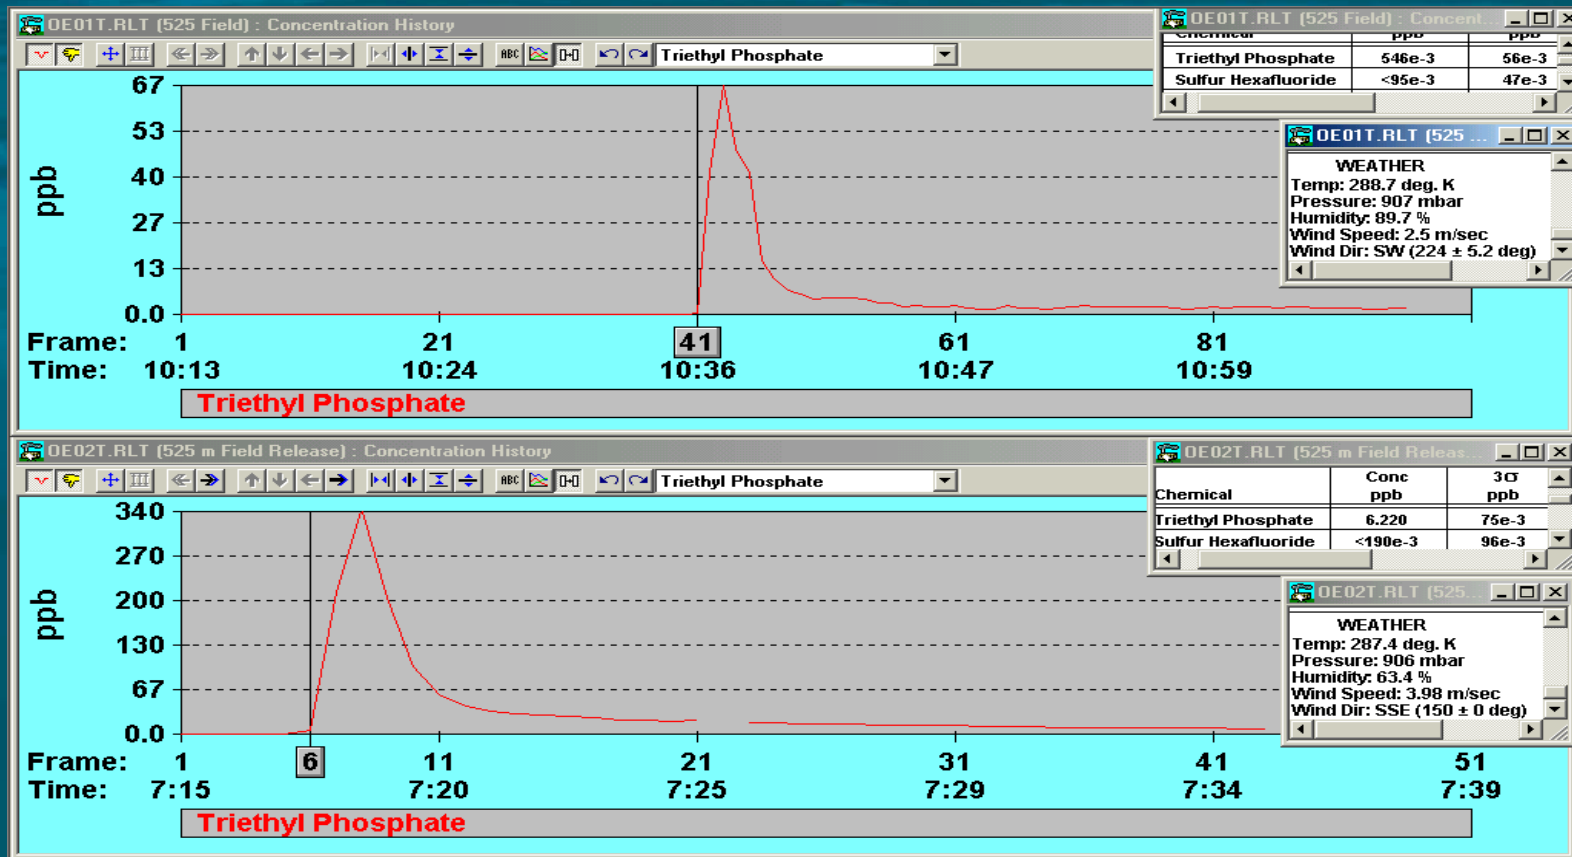 OE01T.RLT (525 Field) : Concentration History
ABC
Triethyl Phosphate
67
53
40
27
13
0.0
ppb
Frame: 1 21 41 61 81
Time: 10:13 10:24 10:36 10:47 10:59
Triethyl Phosphate
OE01T.RLT (525 Field) : Concent...
Chemical ppb ppb
Triethyl Phosphate 546e-3 56e-3
Sulfur Hexafluoride <95e-3 47e-3
OE01T.RLT (525 ...
WEATHER
Temp: 288.7 deg. K
Pressure: 907 mbar
Humidity: 89.7 %
Wind Speed: 2.5 m/sec
Wind Dir: SW (224 ± 5.2 deg)
OE02T.RLT (525 m Field Release) : Concentration History
ABC
Triethyl Phosphate
340
270
200
130
67
0.0
ppb
Frame: 1 6 11 21 31 41 51
Time: 7:15 7:20 7:25 7:29 7:34 7:39
Triethyl Phosphate
OE02T.RLT (525 m Field Releas...
Conc 3σ
Chemical ppb ppb
Triethyl Phosphate 6.220 75e-3
Sulfur Hexafluoride <190e-3 96e-3
OE02T.RLT (525...
WEATHER
Temp: 287.4 deg. K
Pressure: 906 mbar
Humidity: 63.4 %
Wind Speed: 3.98 m/sec
Wind Dir: SSE (150 ± 0 deg)